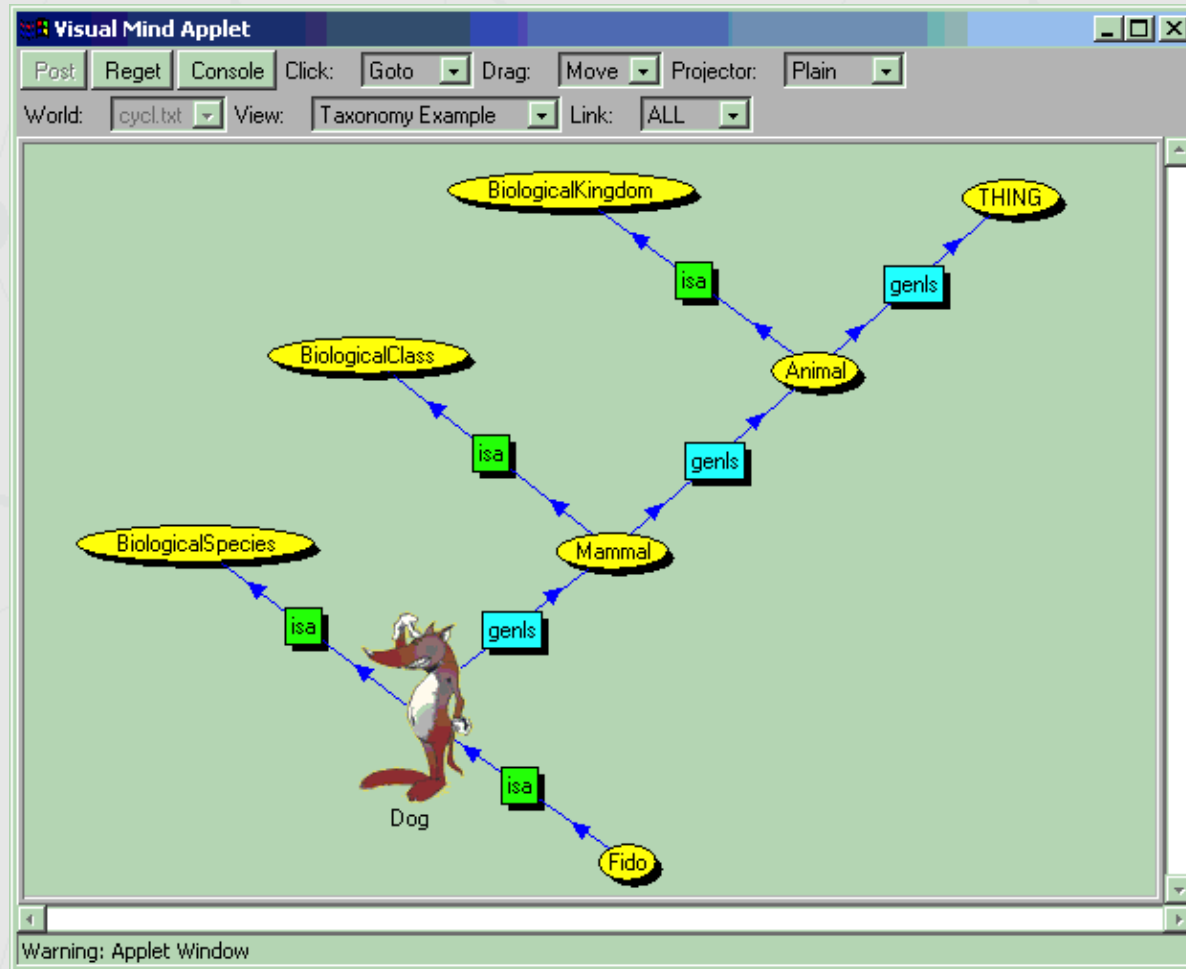 Visual Mind Applet
Post Reget Console Click: Goto Drag: Move Projector: Plain
World: cycl.txt View: Taxonomy Example Link: ALL
BiologicalKingdom THING
isa genls
BiologicalClass Animal
isa genls
BiologicalSpecies Mammal
isa genls
Dog isa
Fido
Warning: Applet Window